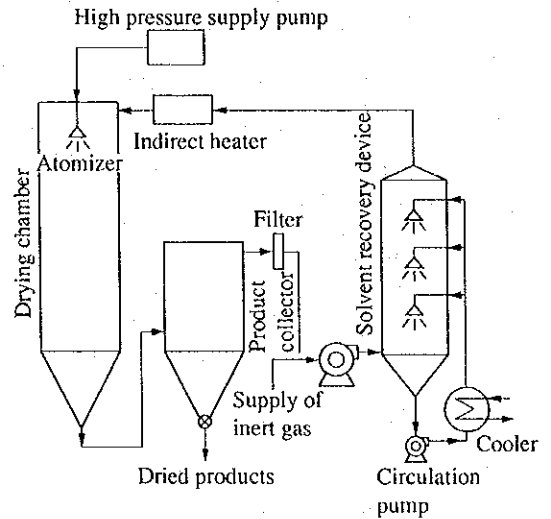 High pressure supply pump
Indirect heater
Atomizer
Drying chamber
Solvent recovery device
Filter
Product
collector
Supply of
inert gas
Cooler
Dried products
Circulation
pump